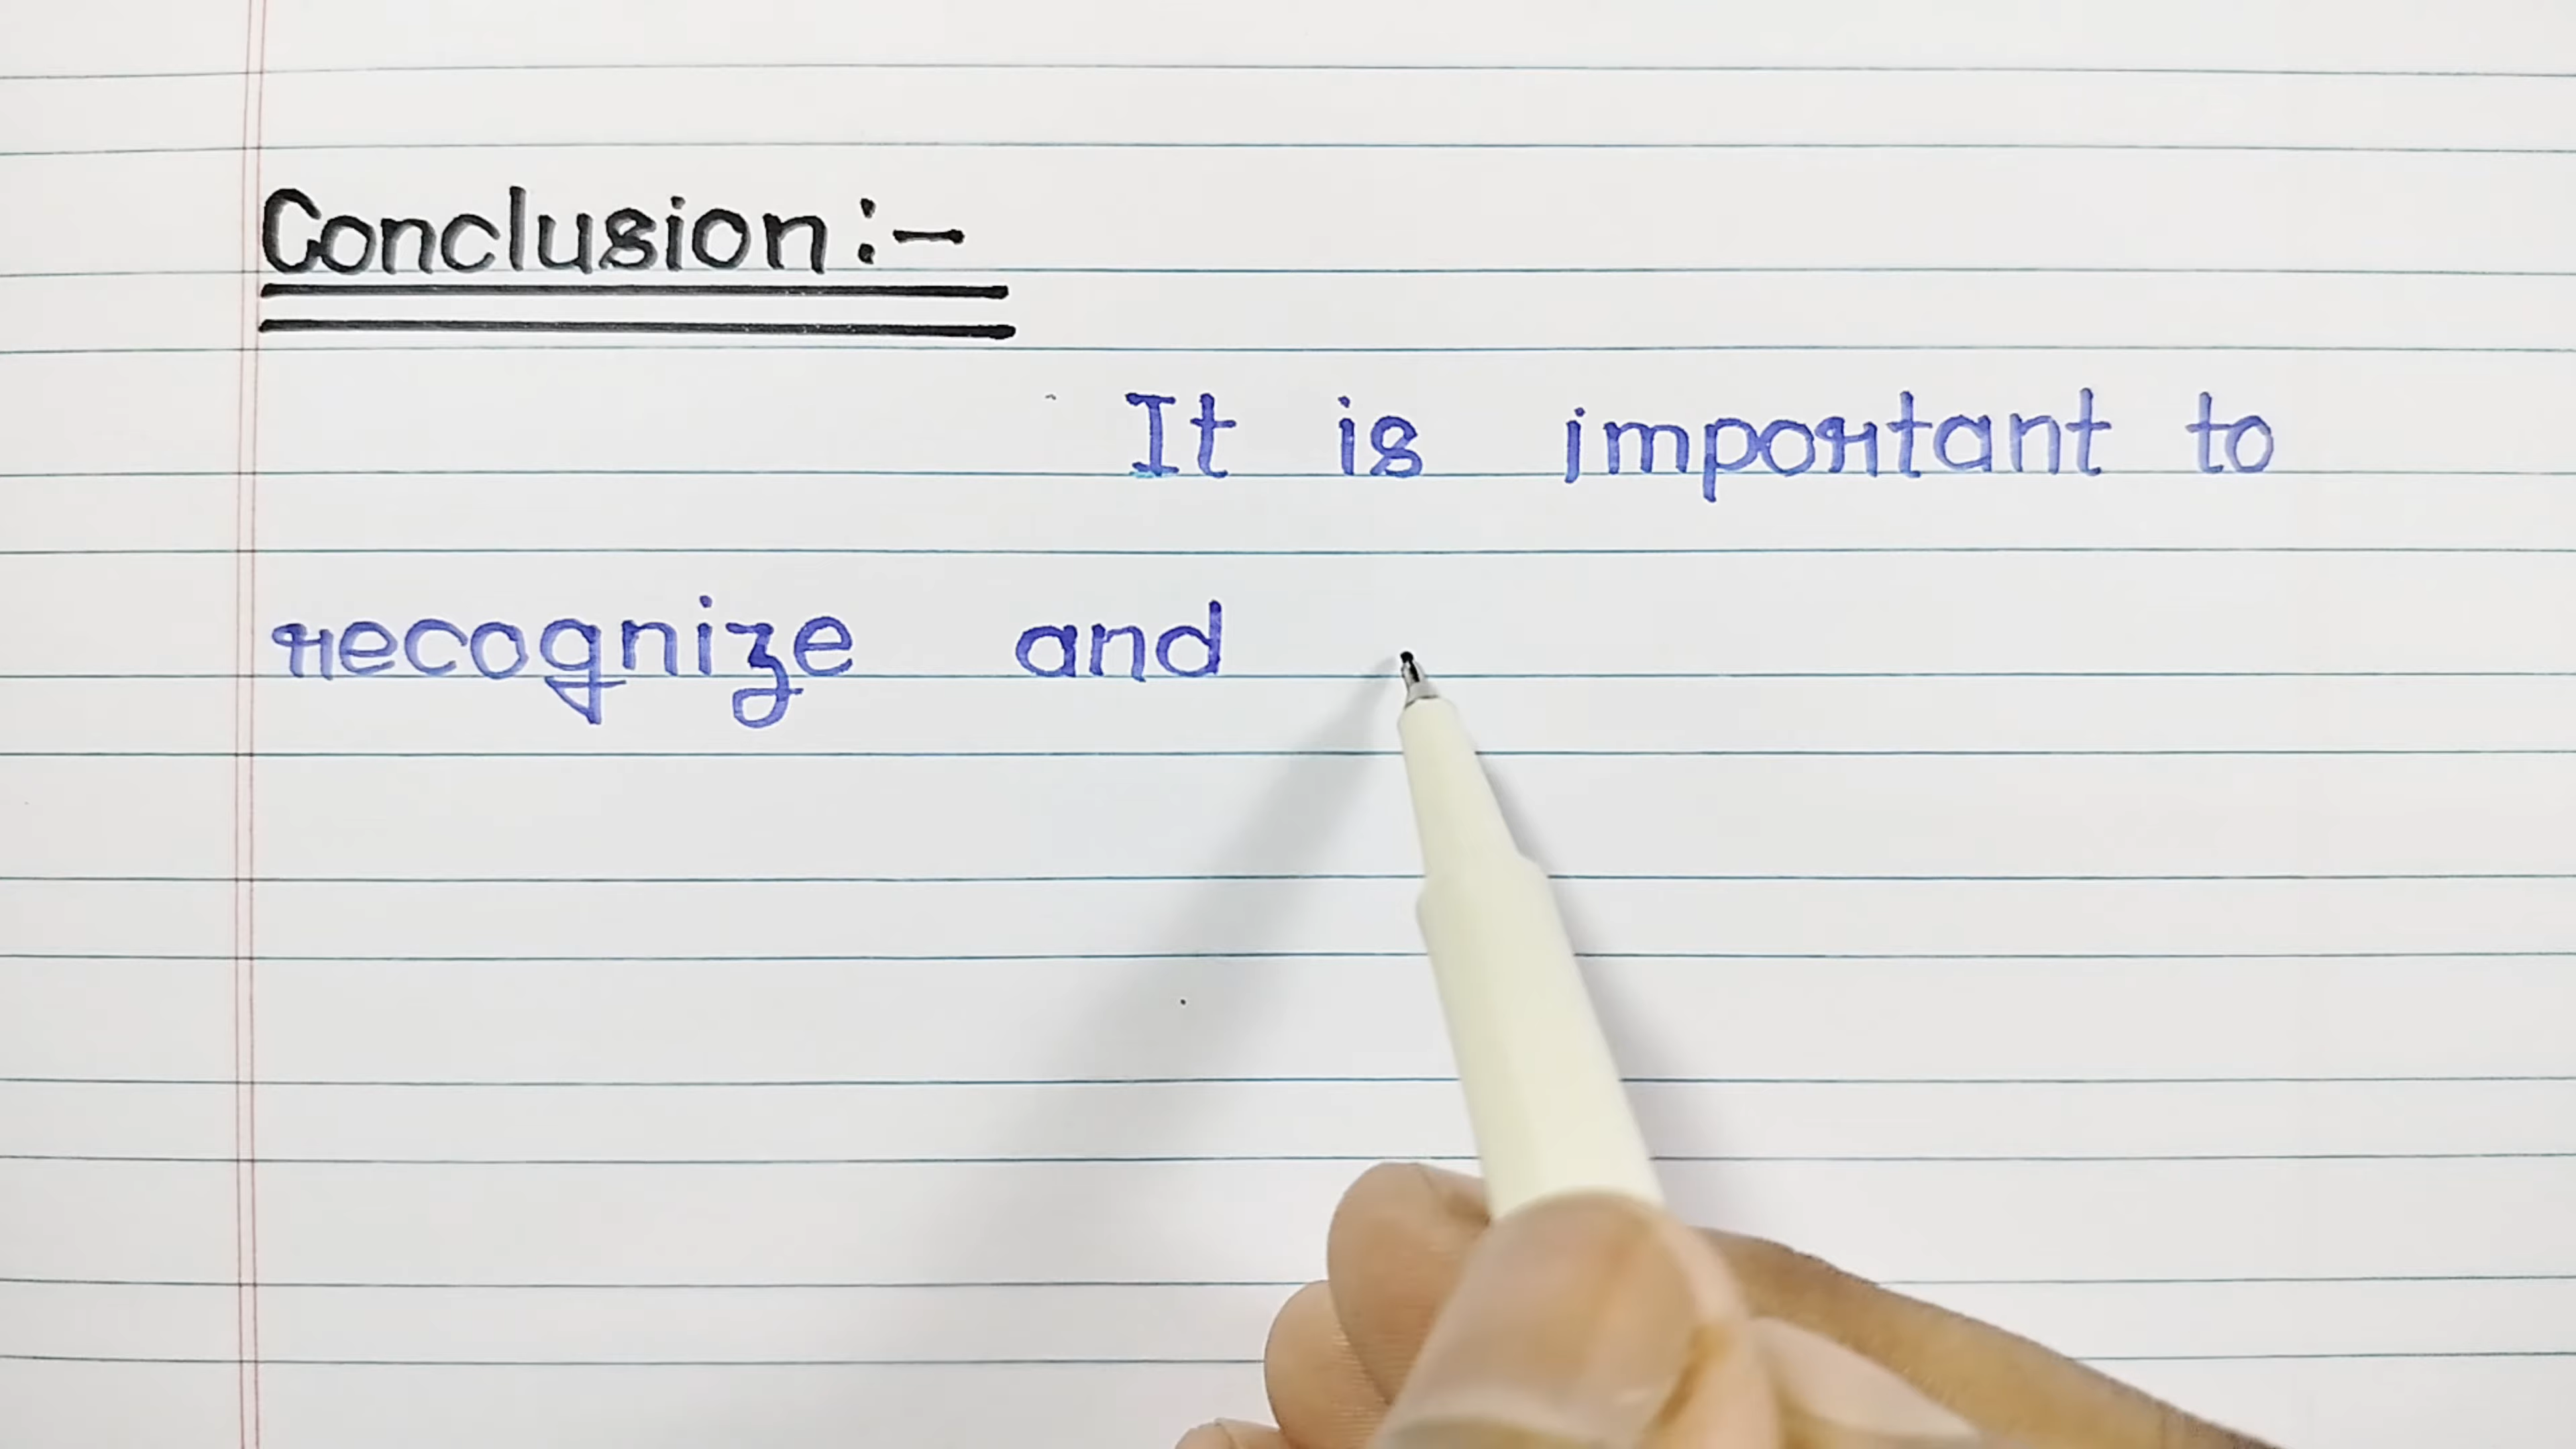 Conclusion :-
It is important to
recognize and